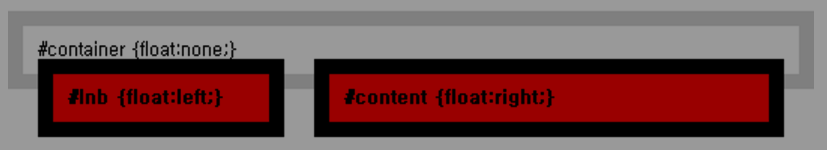 #container {float:none;}
#lnb {float:left;}
#content {float:right;}